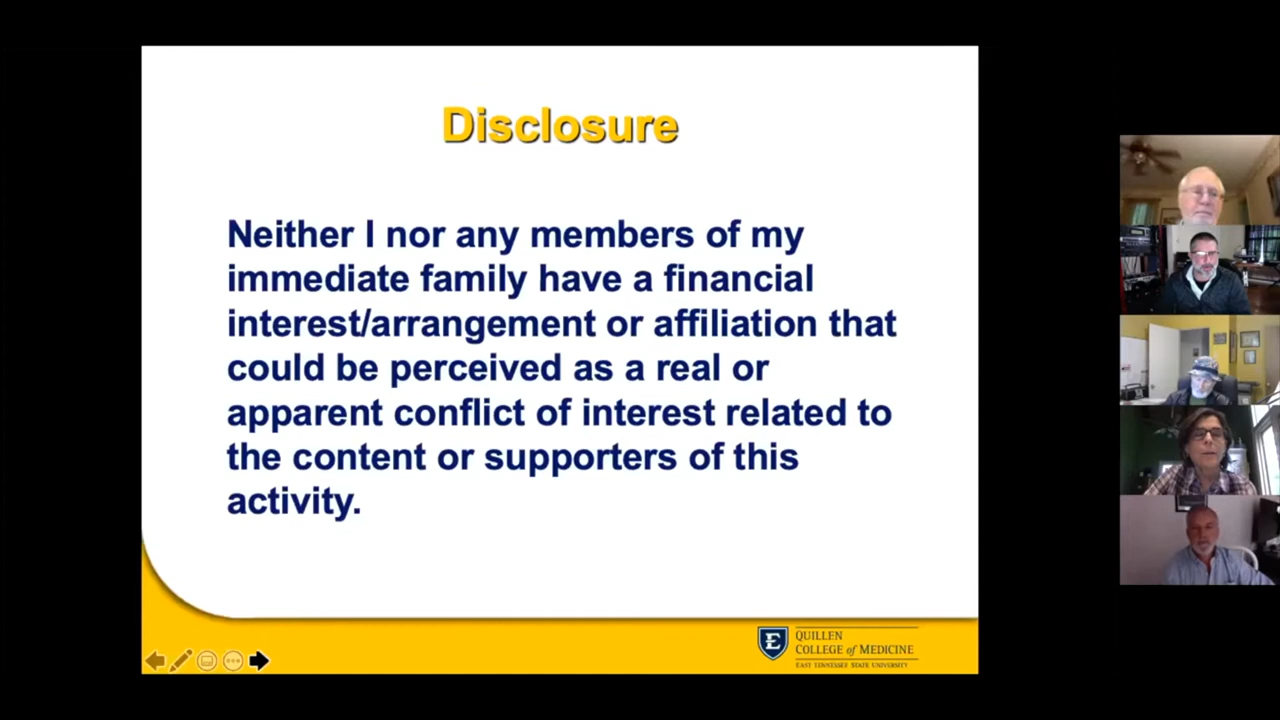 Disclosure
Neither I nor any members of my
immediate family have a financial
interest/arrangement or affiliation that
could be perceived as a real or
apparent conflict of interest related to
the content or supporters of this
activity.
E
QUILLEN
COLLEGE of MEDICINE
EAST TENNESSEE STATE UNIVERSITY